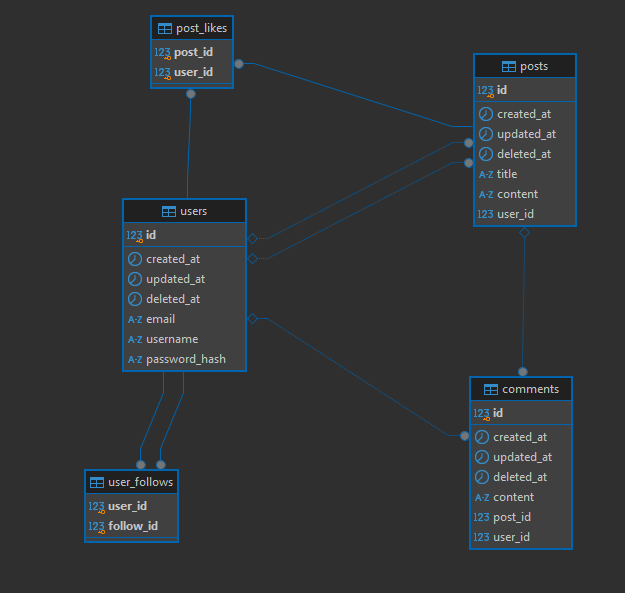 post_likes
123 post_id
123 user_id
posts
123 id
created_at
updated_at
deleted_at
A-Z title
A-Z content
123 user_id
users
123 id
created_at
updated_at
deleted_at
A-Z email
A-Z username
A-Z password_hash
comments
123 id
created_at
updated_at
deleted_at
A-Z content
123 post_id
123 user_id
user_follows
123 user_id
123 follow_id